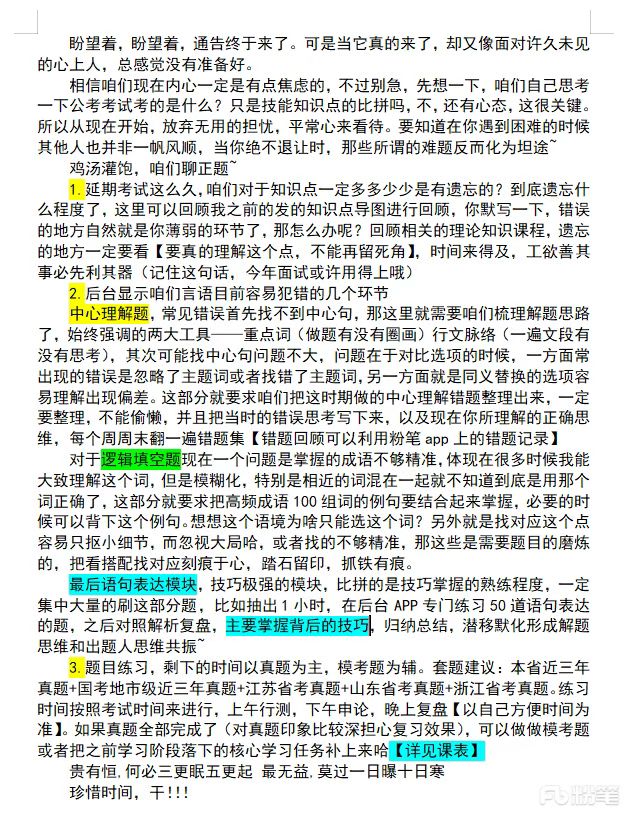 盼望着，盼望着，通告终于来了。可是当它真的来了，却又像面对许久未见
的心上人，总感觉没有准备好。
相信咱们现在内心一定是有点焦虑的，不过别急，先想一下，咱们自己思考
一下公考考试考的是什么？只是技能知识点的比拼吗，不，还有心态，这很关键。
所以从现在开始，放弃无用的担忧，平常心来看待。要知道在你遇到困难的时候
其他人也并非一帆风顺，当你绝不退让时，那些所谓的难题反而化为坦途~
鸡汤灌饱，咱们聊正题~
1.延期考试这么久，咱们对于知识点一定多多少少是有遗忘的？到底遗忘什
么程度了，这里可以回顾我之前的发的知识点导图进行回顾，你默写一下，错误
的地方自然就是你薄弱的环节了，那怎么办呢？回顾相关的理论知识课程，遗忘
的地方一定要看【要真的理解这个点，不能再留死角】，时间来得及，工欲善其
事必先利其器（记住这句话，今年面试或许用得上哦）
2.后台显示咱们言语目前容易犯错的几个环节
中心理解题，常见错误首先找不到中心句，那这里就需要咱们梳理解题思路
了，始终强调的两大工具——重点词（做题有没有圈画）行文脉络（一遍文段有
没有思考），其次可能找中心句问题不大，问题在于对比选项的时候，一方面常
出现的错误是忽略了主题词或者找错了主题词，另一方面就是同义替换的选项容
易理解出现偏差。这部分就要求咱们把这时期做的中心理解错题整理出来，一定
要整理，不能偷懒，并且把当时的错误思考写下来，以及现在你所理解的正确思
维，每个周周末翻一遍错题集【错题回顾可以利用粉笔app上的错题记录】
对于逻辑填空题现在一个问题是掌握的成语不够精准，体现在很多时候我能
大致理解这个词，但是模糊化，特别是相近的词混在一起就不知道到底是用那个
词正确了，这部分就要求把高频成语100组词的例句要结合起来掌握，必要的时
候可以背下这个例句。想想这个语境为啥只能选这个词？另外就是找对应这个点
容易只抠小细节，而忽视大局哈，或者找的不够精准，那这些是需要题目的磨炼
的，把看搭配找对应刻痕于心，踏石留印，抓铁有痕。
最后语句表达模块，技巧极强的模块，比拼的是技巧掌握的熟练程度，一定
集中大量的刷这部分题，比如抽出1小时，在后台APP专门练习50道语句表达
的题，之后对照解析复盘，主要掌握背后的技巧，归纳总结，潜移默化形成解题
思维和出题人思维共振~
3.题目练习，剩下的时间以真题为主，模考题为辅。套题建议：本省近三年
真题+国考地市级近三年真题+江苏省考真题+山东省考真题+浙江省考真题。练习
时间按照考试时间来进行，上午行测，下午申论，晚上复盘【以自己方便时间为
准】。如果真题全部完成了（对真题印象比较深担心复习效果），可以做做模考题
或者把之前学习阶段落下的核心学习任务补上来哈【详见课表】
贵有恒,何必三更眠五更起 最无益,莫过一日曝十日寒
珍惜时间，干!!!
粉笔